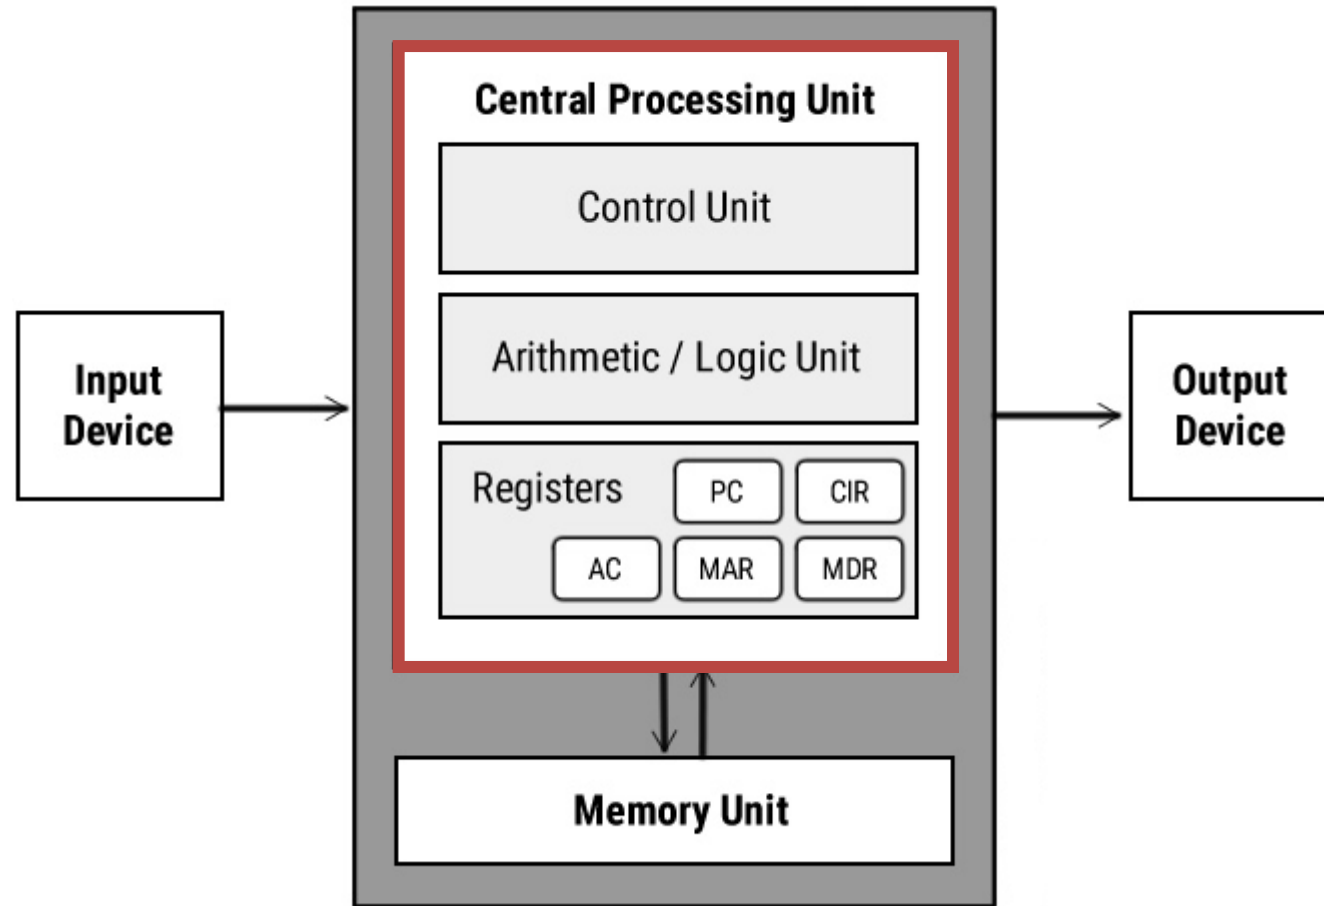 Central Processing Unit
Control Unit
Arithmetic / Logic Unit
Input
Device
Output
Device
Registers
PC
CIR
AC
MAR
MDR
Memory Unit